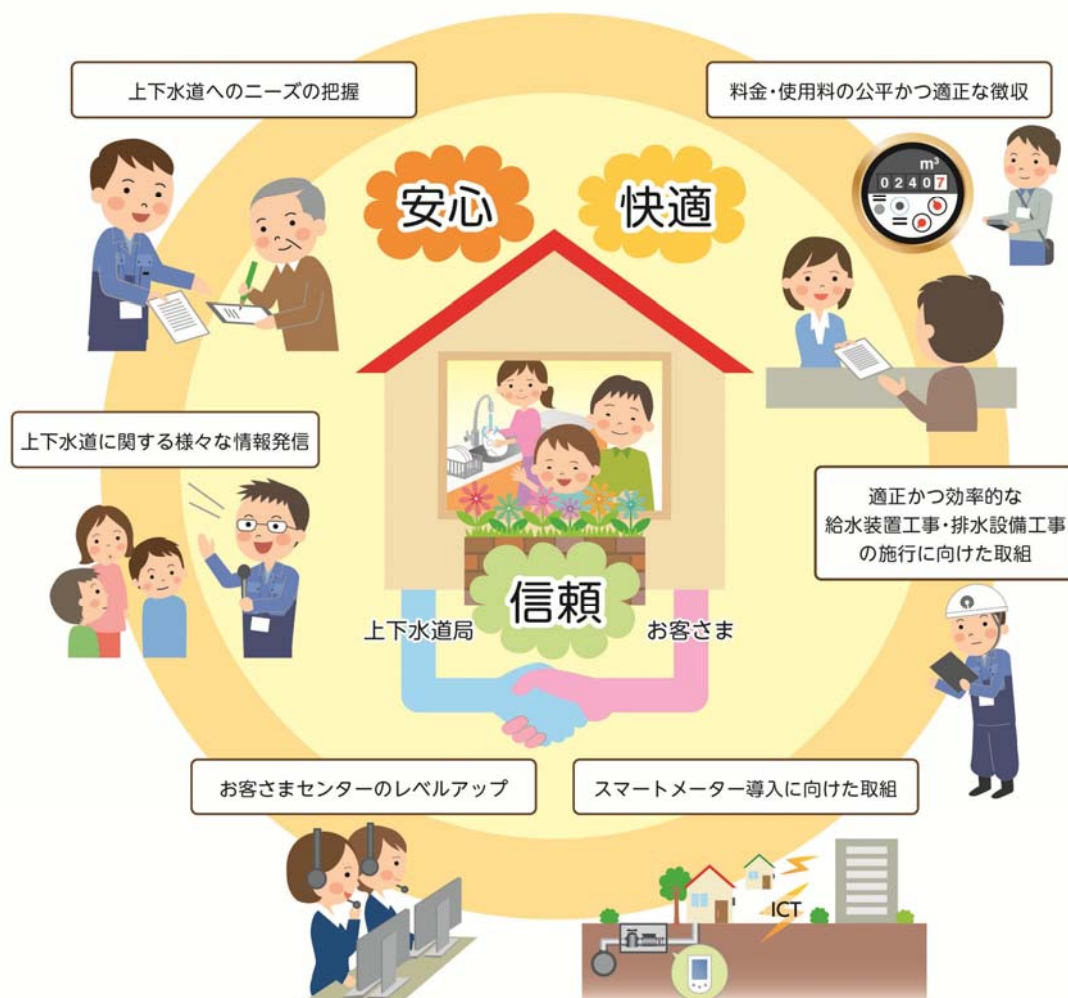 上下水道へのニーズの把握
料金・使用料の公平かつ適正な徴収
安心
快適
m³
02407
上下水道に関する様々な情報発信
適正かつ効率的な
給水装置工事・排水設備工事
の施行に向けた取組
信頼
上下水道局
お客さま
お客さまセンターのレベルアップ
スマートメーター導入に向けた取組
ICT